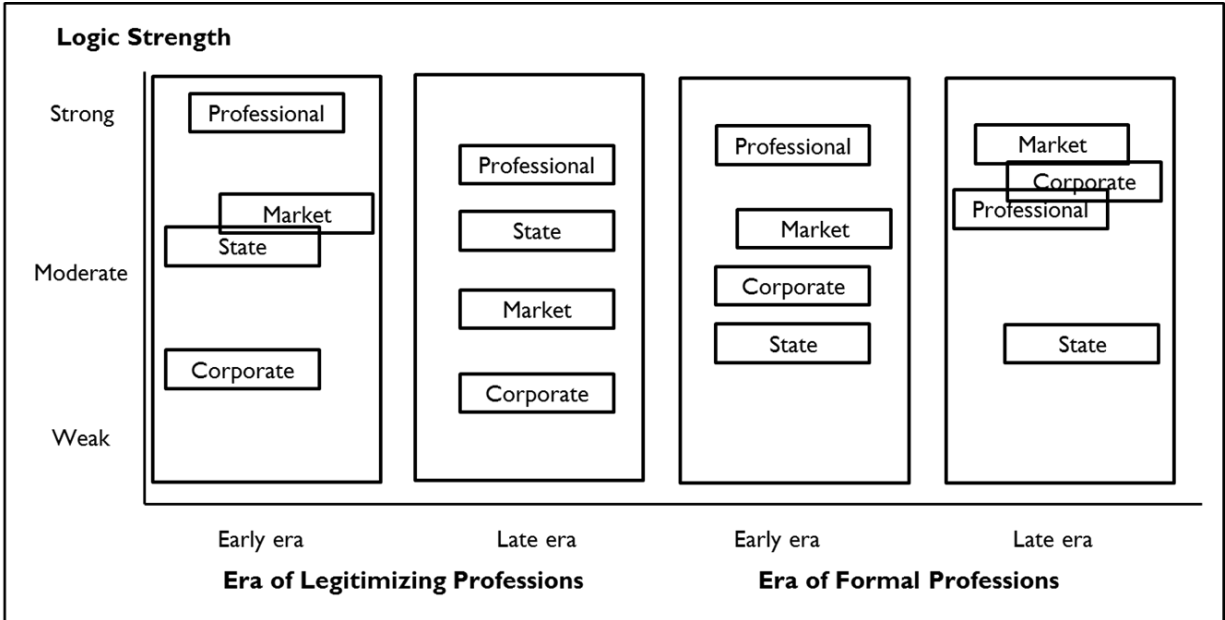 Logic Strength
Strong
Moderate
Weak
Professional
Market
State
Corporate
Professional
State
Market
Corporate
Professional
Market
Corporate
State
Market
Corporate
Professional
State
Early era
Late era
Early era
Late era
Era of Legitimizing Professions
Era of Formal Professions